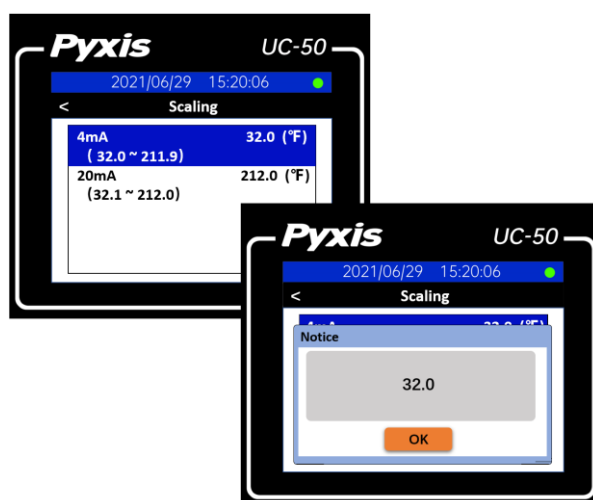 Pyxis UC-50
2021/06/29 15:20:06
< Scaling
4mA 32.0 (°F)
( 32.0 ~ 211.9)
20mA 212.0 (°F)
(32.1 ~ 212.0)
Pyxis UC-50
2021/06/29 15:20:06
< Scaling
Notice
32.0
OK